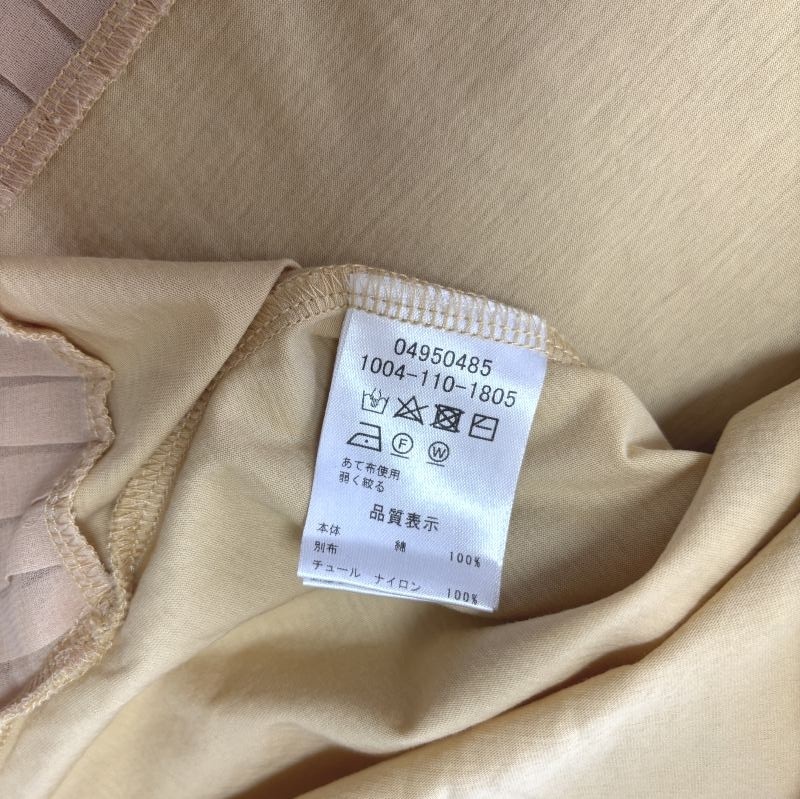 04950485
1004-110-1805
F W
あて布使用
弱く絞る
品質表示
本体
別布 綿 100%
チュール ナイロン 100%